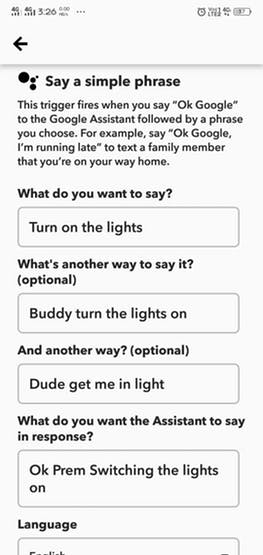 3:26
Say a simple phrase
This trigger fires when you say “Ok Google”
to the Google Assistant followed by a phrase
you choose. For example, say “Ok Google,
I’m running late” to text a family member
that you’re on your way home.
What do you want to say?
Turn on the lights
What's another way to say it?
(optional)
Buddy turn the lights on
And another way? (optional)
Dude get me in light
What do you want the Assistant to say
in response?
Ok Prem Switching the lights
on
Language
English